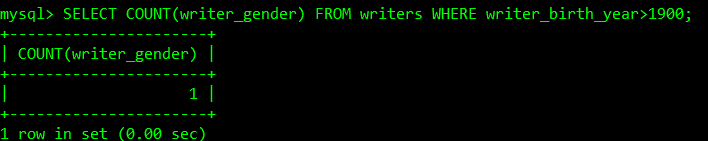 mysql> SELECT COUNT(writer_gender) FROM writers WHERE writer_birth_year>1900;
+----------------------+
| COUNT(writer_gender) |
+----------------------+
|                    1 |
+----------------------+
1 row in set (0.00 sec)